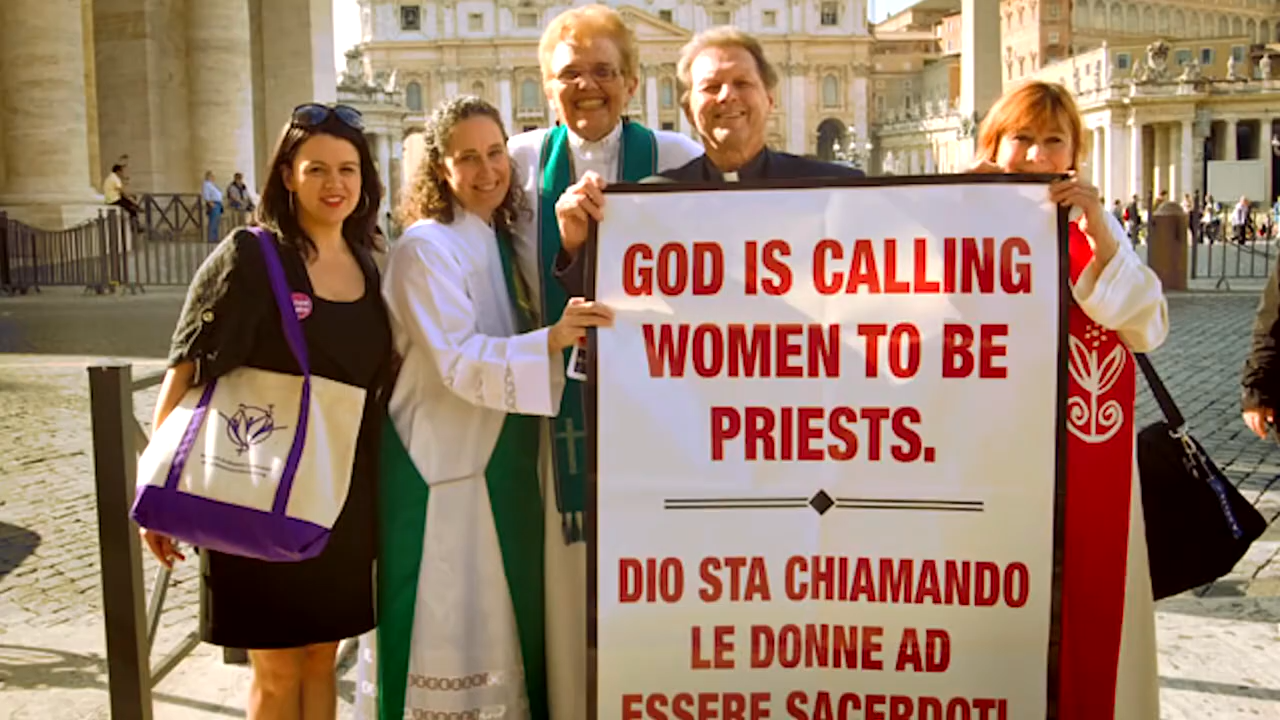 GOD IS CALLING
WOMEN TO BE
PRIESTS.
DIO STA CHIAMANDO
LE DONNE AD
ESSERE SACERDOTI.